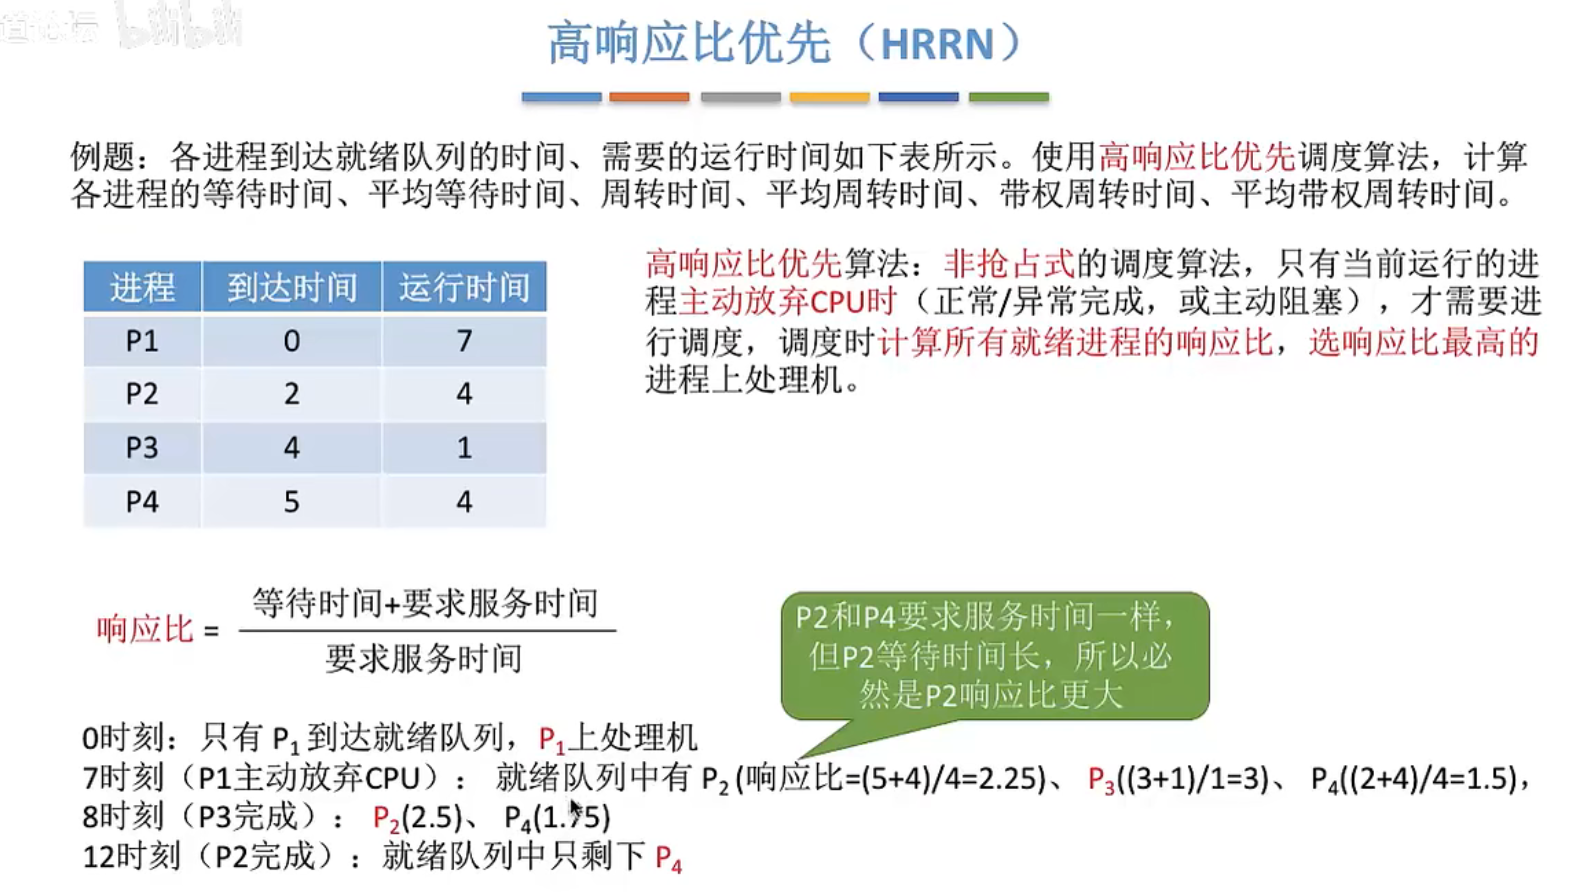 bilibili
高响应比优先（HRRN）
例题：各进程到达就绪队列的时间、需要的运行时间如下表所示。使用高响应比优先调度算法，计算
各进程的等待时间、平均等待时间、周转时间、平均周转时间、带权周转时间、平均带权周转时间。
进程 到达时间 运行时间
P1 0 7
P2 2 4
P3 4 1
P4 5 4
高响应比优先算法：非抢占式的调度算法，只有当前运行的进
程主动放弃CPU时（正常/异常完成，或主动阻塞），才需要进
行调度，调度时计算所有就绪进程的响应比，选响应比最高的
进程上处理机。
响应比 = 等待时间+要求服务时间
要求服务时间
P2和P4要求服务时间一样，
但P2等待时间长，所以必
然是P2响应比更大
0时刻：只有 P1 到达就绪队列，P1上处理机
7时刻（P1主动放弃CPU）： 就绪队列中有 P2 (响应比=(5+4)/4=2.25)、 P3((3+1)/1=3)、 P4((2+4)/4=1.5)，
8时刻（P3完成）： P2(2.5)、 P4(1.75)
12时刻（P2完成）：就绪队列中只剩下 P4